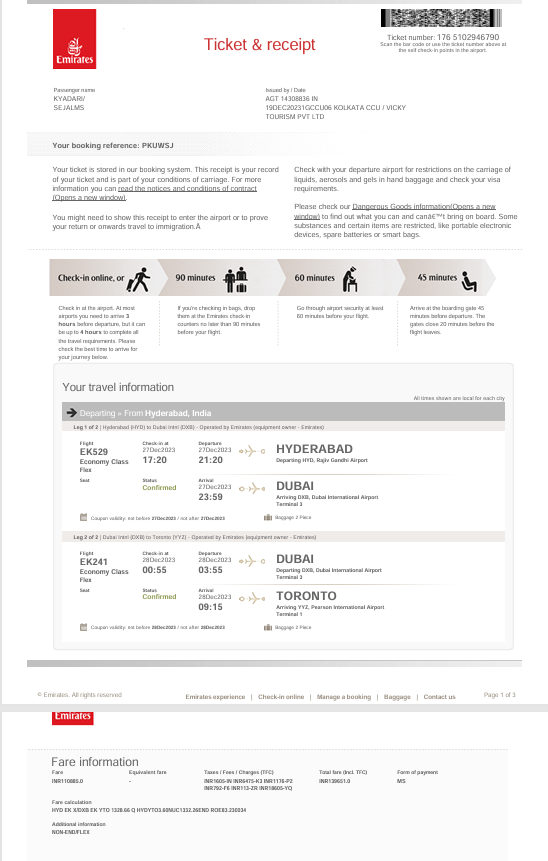 Emirates
Ticket & receipt
Ticket number: 176 5102946790
Scan the bar code or use the ticket number above at
the self check-in points in the airport.
Passenger name
KYADARI/
SEJALMS
Issued by / Date
AGT 14308836 IN
19DEC20231GCCU06 KOLKATA CCU / VICKY
TOURISM PVT LTD
Your booking reference: PKUWSJ
Your ticket is stored in our booking system. This receipt is your record
of your ticket and is part of your conditions of carriage. For more
information you can read the notices and conditions of contract
(Opens a new window).
You might need to show this receipt to enter the airport or to prove
your return or onwards travel to immigration.Â
Check with your departure airport for restrictions on the carriage of
liquids, aerosols and gels in hand baggage and check your visa
requirements.
Please check our Dangerous Goods information(Opens a new
window) to find out what you can and canâ€™t bring on board. Some
substances and certain items are restricted, like portable electronic
devices, spare batteries or smart bags.
Check-in online, or
90 minutes
60 minutes
45 minutes
Check in at the airport. At most
airports you need to arrive 3
hours before departure, but it can
be up to 4 hours to complete all
the travel requirements. Please
check the best time to arrive for
your journey below.
If you're checking in bags, drop
them at the Emirates check-in
counters no later than 90 minutes
before your flight.
Go through airport security at least
60 minutes before your flight.
Arrive at the boarding gate 45
minutes before departure. The
gates close 20 minutes before the
flight leaves.
Your travel information
All times shown are local for each city
Departing » From Hyderabad, India
Leg 1 of 2 | Hyderabad (HYD) to Dubai Intnl (DXB) - Operated by Emirates (equipment owner - Emirates)
Flight
EK529
Economy Class
Flex
Check-in at
27Dec2023
17:20
Departure
27Dec2023
21:20
HYDERABAD
Departing HYD, Rajiv Gandhi Airport
Seat
Status
Confirmed
Arrival
27Dec2023
23:59
DUBAI
Arriving DXB, Dubai International Airport
Terminal 3
Coupon validity: not before 27Dec2023 / not after 27Dec2023
Baggage 2 Piece
Leg 2 of 2 | Dubai Intnl (DXB) to Toronto (YYZ) - Operated by Emirates (equipment owner - Emirates)
Flight
EK241
Economy Class
Flex
Check-in at
28Dec2023
00:55
Departure
28Dec2023
03:55
DUBAI
Departing DXB, Dubai International Airport
Terminal 3
Seat
Status
Confirmed
Arrival
28Dec2023
09:15
TORONTO
Arriving YYZ, Pearson International Airport
Terminal 1
Coupon validity: not before 28Dec2023 / not after 28Dec2023
Baggage 2 Piece
© Emirates. All rights reserved
Emirates experience | Check-in online | Manage a booking | Baggage | Contact us
Page 1 of 3
Emirates
Fare information
Fare
INR110885.0
Equivalent fare
-
Taxes / Fees / Charges (TFC)
INR1605-IN INR6475-K3 INR1176-P2
INR792-F6 INR113-ZR INR18605-YQ
Total fare (Incl. TFC)
INR139651.0
Form of payment
MS
Fare calculation
HYD EK X/DXB EK YTO 1328.66 Q HYDYTO3.60NUC1332.26END ROE83.230334
Additional information
NON-END/FLEX